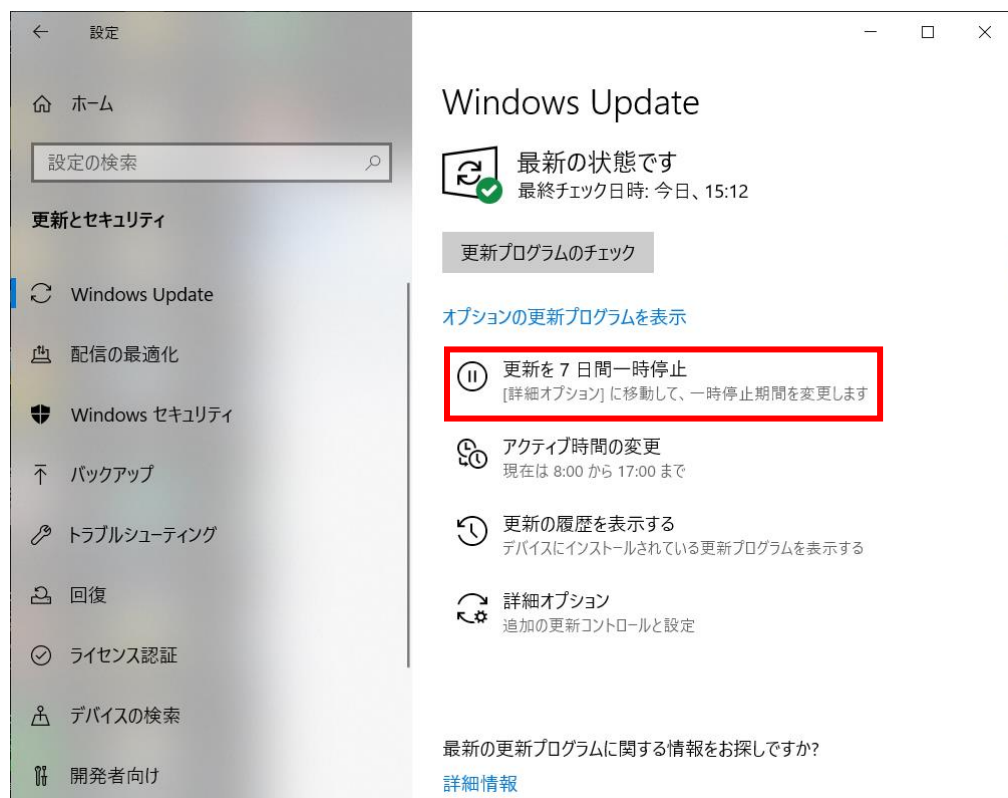 設定
ホーム
設定の検索
更新とセキュリティ
Windows Update
配信の最適化
Windows セキュリティ
バックアップ
トラブルシューティング
回復
ライセンス認証
デバイスの検索
開発者向け
Windows Update
最新の状態です
最終チェック日時: 今日、15:12
更新プログラムのチェック
オプションの更新プログラムを表示
更新を 7 日間一時停止
[詳細オプション] に移動して、一時停止期間を変更します
アクティブ時間の変更
現在は 8:00 から 17:00 まで
更新の履歴を表示する
デバイスにインストールされている更新プログラムを表示する
詳細オプション
追加の更新コントロールと設定
最新の更新プログラムに関する情報をお探しですか?
詳細情報